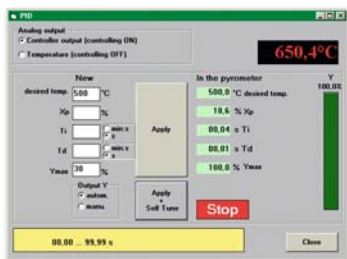 PID
Analog output
Controller output (controlling ON)
Temperature (controlling OFF)
650,4°C
New
desired temp. 500 °C
Xp %
Ti min:s
s
Td min:s
s
Ymax 30 %
Output Y
autom.
manu.
Apply
Apply
+
Self Tune
In the pyrometer
500,0 °C desired temp.
18,6 % Xp
00,04 s Ti
00,01 s Td
100,0 % Ymax
Stop
Y
100,0%
00,00 ... 99,99 s
Close